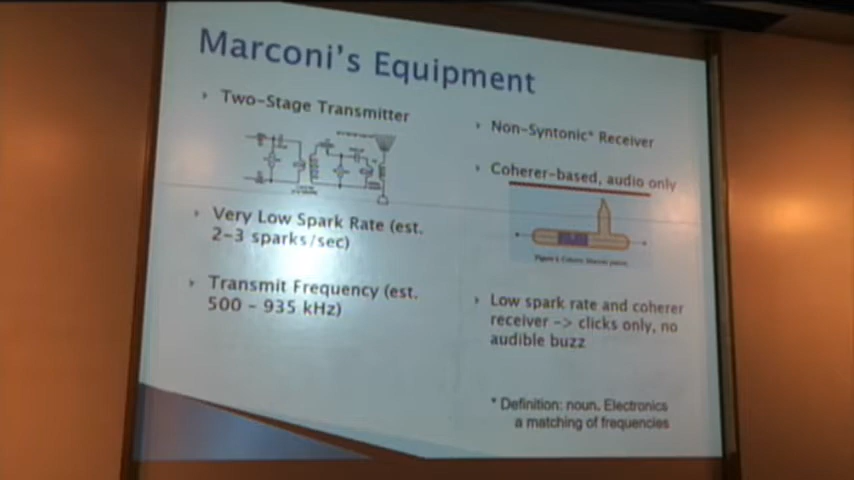 Marconi's Equipment
Two-Stage Transmitter
Very Low Spark Rate (est.
2-3 sparks/sec)
Transmit Frequency (est.
500 - 935 kHz)
Non-Syntonic* Receiver
Coherer-based, audio only
Low spark rate and coherer
receiver -> clicks only, no
audible buzz
* Definition: noun. Electronics
a matching of frequencies